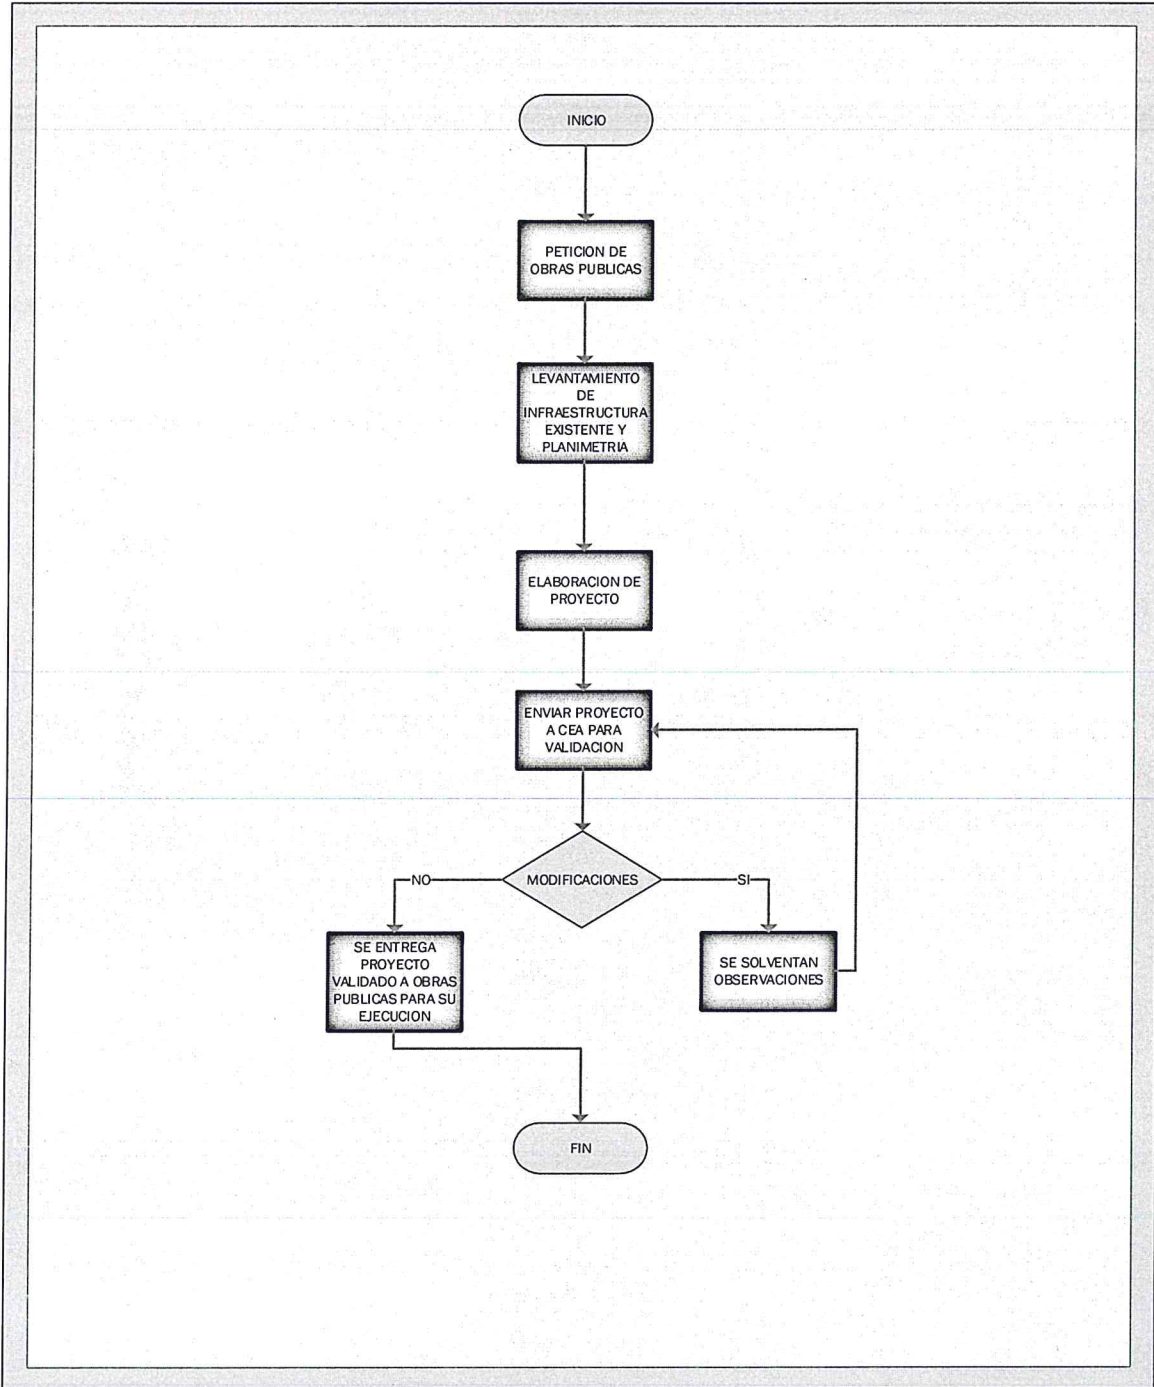 INICIO
PETICION DE
OBRAS PUBLICAS
LEVANTAMIENTO
DE
INFRAESTRUCTURA
EXISTENTE Y
PLANIMETRIA
ELABORACION DE
PROYECTO
ENVIAR PROYECTO
A CEA PARA
VALIDACION
MODIFICACIONES
NO
SI
SE ENTREGA
PROYECTO
VALIDADO A OBRAS
PUBLICAS PARA SU
EJECUCION
SE SOLVENTAN
OBSERVACIONES
FIN